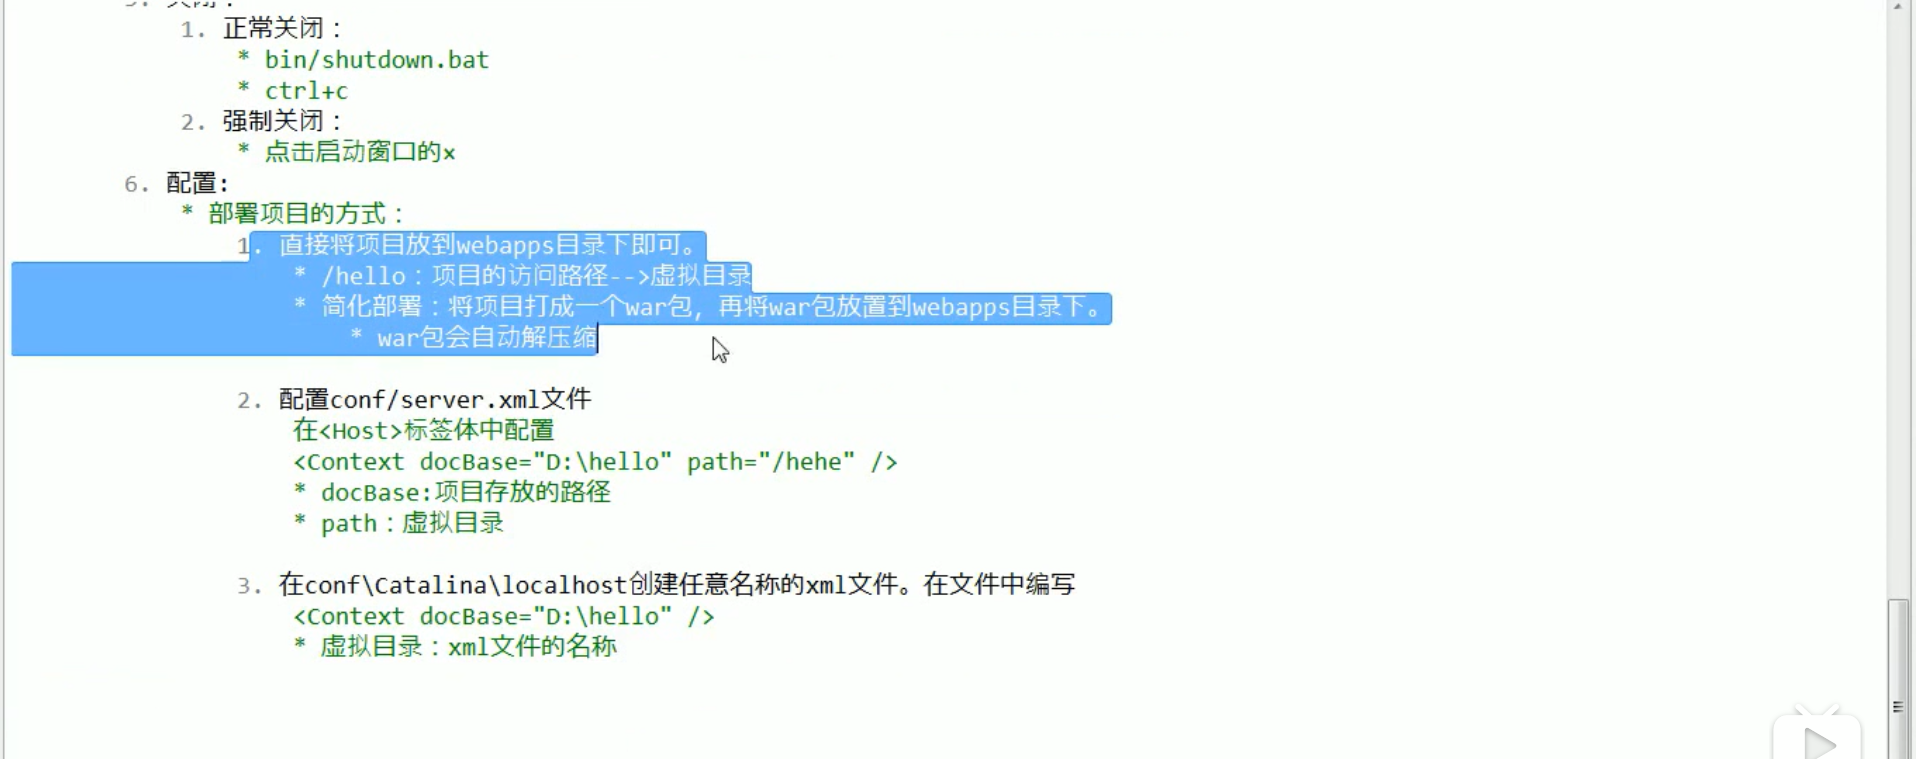 5. 关闭：
1. 正常关闭：
* bin/shutdown.bat
* ctrl+c
2. 强制关闭：
* 点击启动窗口的x
6. 配置:
* 部署项目的方式：
1. 直接将项目放到webapps目录下即可。
* /hello：项目的访问路径-->虚拟目录
* 简化部署：将项目打成一个war包，再将war包放置到webapps目录下。
* war包会自动解压缩
2. 配置conf/server.xml文件
在<Host>标签体中配置
<Context docBase="D:\hello" path="/hehe" />
* docBase:项目存放的路径
* path：虚拟目录
3. 在conf\Catalina\localhost创建任意名称的xml文件。在文件中编写
<Context docBase="D:\hello" />
* 虚拟目录：xml文件的名称